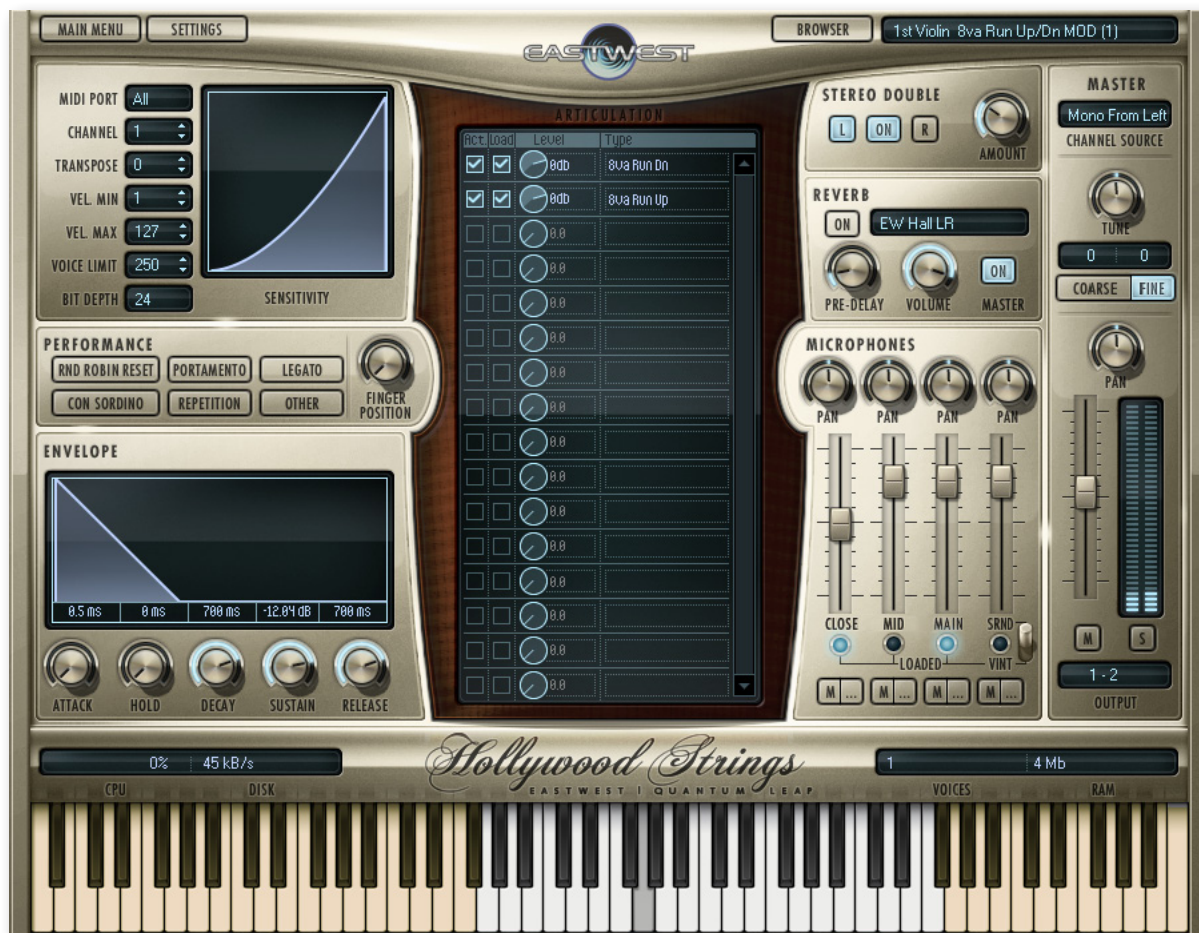 MAIN MENU SETTINGS
EASTWEST
BROWSER 1st Violin 8va Run Up/Dn MOD (1)
MIDI PORT All
CHANNEL 1
TRANSPOSE 0
VEL. MIN 1
VEL. MAX 127
VOICE LIMIT 250
BIT DEPTH 24
SENSITIVITY
PERFORMANCE
RND ROBIN RESET PORTAMENTO LEGATO
CON SORDINO REPETITION OTHER
FINGER
POSITION
ENVELOPE
0.5 ms 0 ms 700 ms -12.04 dB 700 ms
ATTACK HOLD DECAY SUSTAIN RELEASE
ARTICULATION
Act. Load Level Type
0db 8va Run Dn
0db 8va Run Up
0.0
0.0
0.0
0.0
0.0
0.0
0.0
0.0
0.0
0.0
0.0
0.0
0.0
0.0
STEREO DOUBLE
L ON R
AMOUNT
REVERB
ON EW Hall LR
ON
PRE-DELAY VOLUME MASTER
MICROPHONES
PAN PAN PAN PAN
CLOSE MID MAIN SRND
LOADED VINT
M ... M ... M ... M ...
MASTER
Mono From Left
CHANNEL SOURCE
TUNE
0 0
COARSE FINE
PAN
M S
1 - 2
OUTPUT
0% 45 kB/s
CPU DISK
Hollywood Strings
EASTWEST | QUANTUM LEAP
1 4 Mb
VOICES RAM